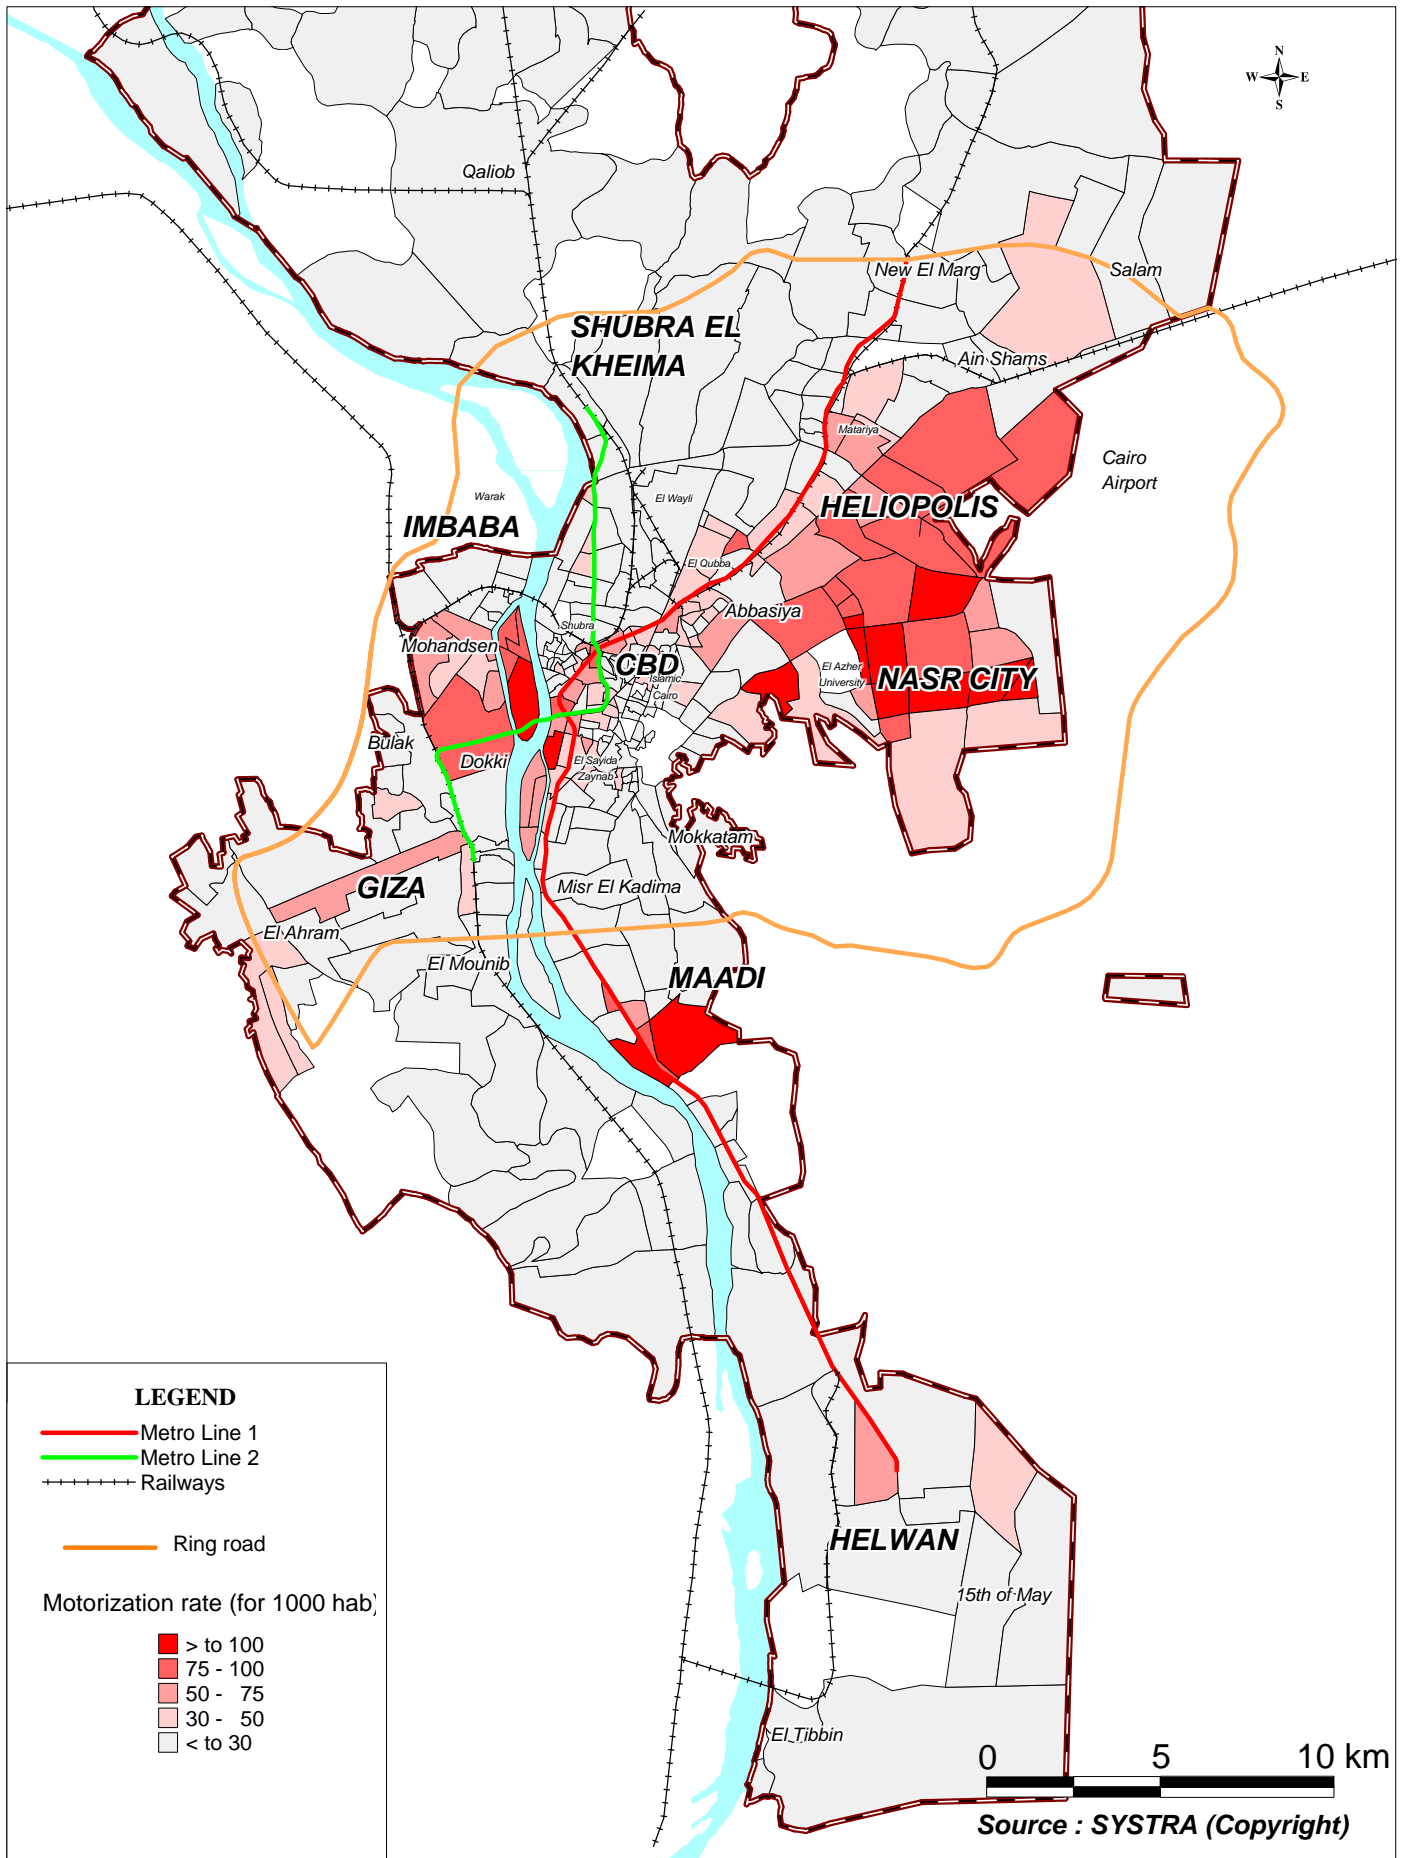 N
W E
S
Qaliob
New El Marg
Salam
SHUBRA EL
KHEIMA
Ain Shams
Matariya
Cairo
Airport
Warak
El Wayli
HELIOPOLIS
IMBABA
El Qubba
Abbasiya
Shubra
Mohandsen
CBD
El Azher
University
NASR CITY
Islamic
Cairo
Bulak
Dokki
El Sayida
Zaynab
Mokkatam
GIZA
Misr El Kadima
El Ahram
El Mounib
MAADI
LEGEND
Metro Line 1
Metro Line 2
Railways
Ring road
Motorization rate (for 1000 hab)
> to 100
75 - 100
50 - 75
30 - 50
< to 30
HELWAN
15th of May
El Tibbin
0 5 10 km
Source : SYSTRA (Copyright)